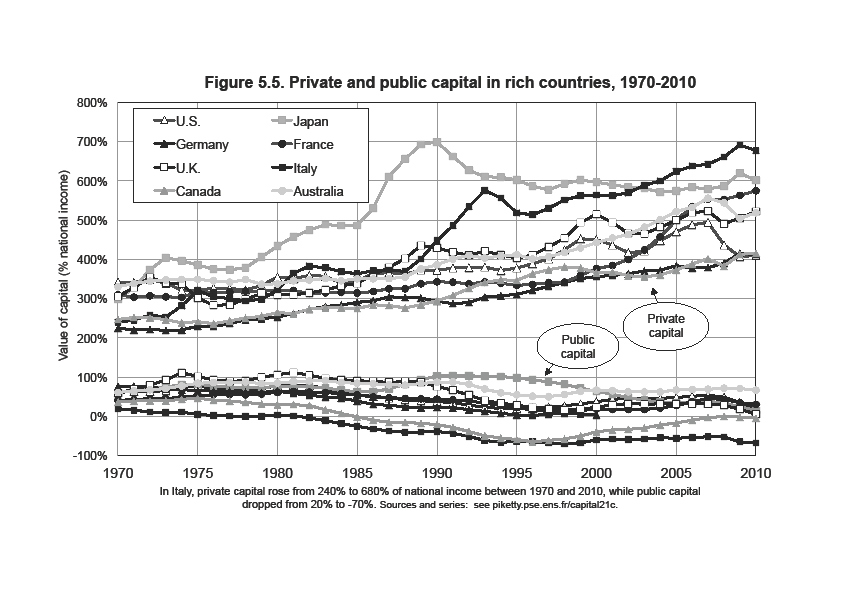 Figure 5.5. Private and public capital in rich countries, 1970-2010
Value of capital (% national income)
800%
700%
600%
500%
400%
300%
200%
100%
0%
-100%
U.S.
Japan
Germany
France
U.K.
Italy
Canada
Australia
Private
capital
Public
capital
1970 1975 1980 1985 1990 1995 2000 2005 2010
In Italy, private capital rose from 240% to 680% of national income between 1970 and 2010, while public capital
dropped from 20% to -70%. Sources and series: see piketty.pse.ens.fr/capital21c.